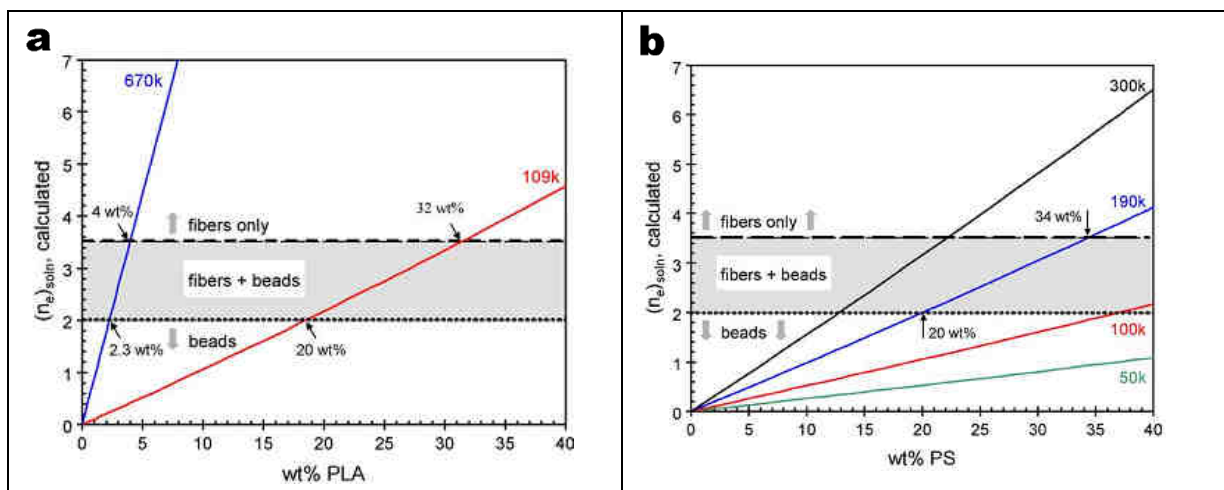 a
7
6
5
4
3
2
1
0
0 5 10 15 20 25 30 35 40
(nₑ)soln, calculated
wt% PLA
670k
109k
4 wt%
32 wt%
fibers only
fibers + beads
beads
2.3 wt%
20 wt%
b
7
6
5
4
3
2
1
0
0 5 10 15 20 25 30 35 40
(nₑ)soln, calculated
wt% PS
300k
190k
34 wt%
fibers only
fibers + beads
beads
20 wt%
100k
50k